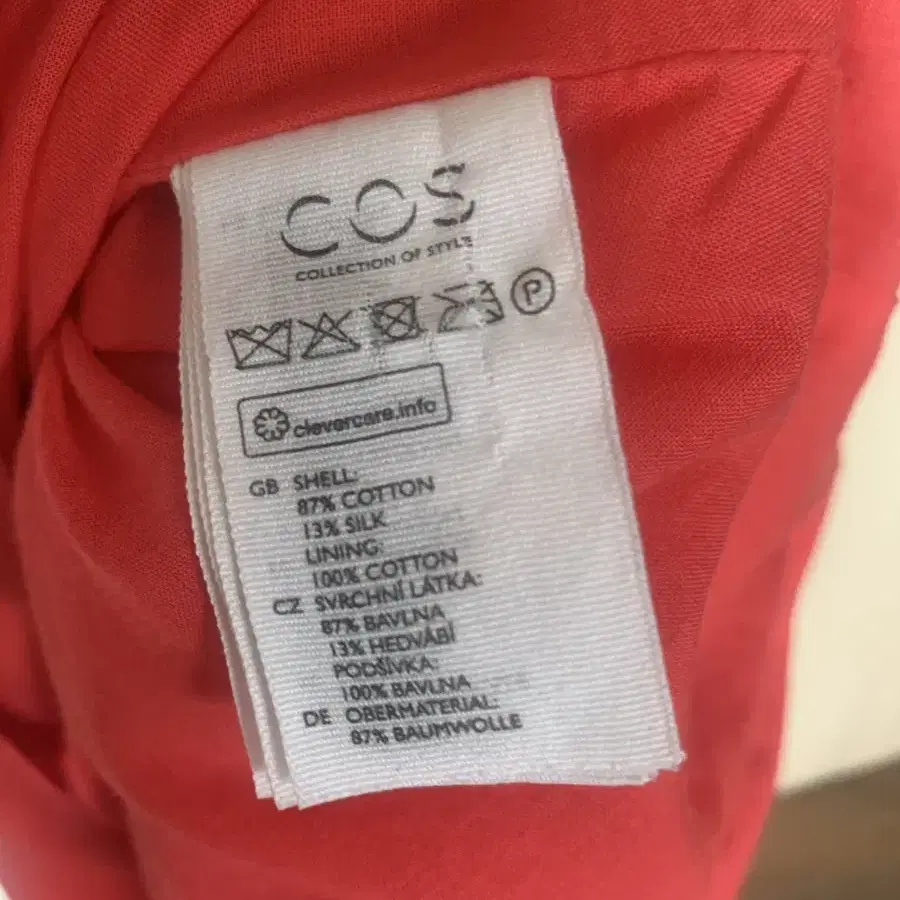 COS
COLLECTION OF STYLE
P
clevercare.info
GB SHELL:
87% COTTON
13% SILK
LINING:
100% COTTON
CZ SVRCHNÍ LÁTKA:
87% BAVLNA
13% HEDVÁBÍ
PODŠÍVKA:
100% BAVLNA
DE OBERMATERIAL:
87% BAUMWOLLE